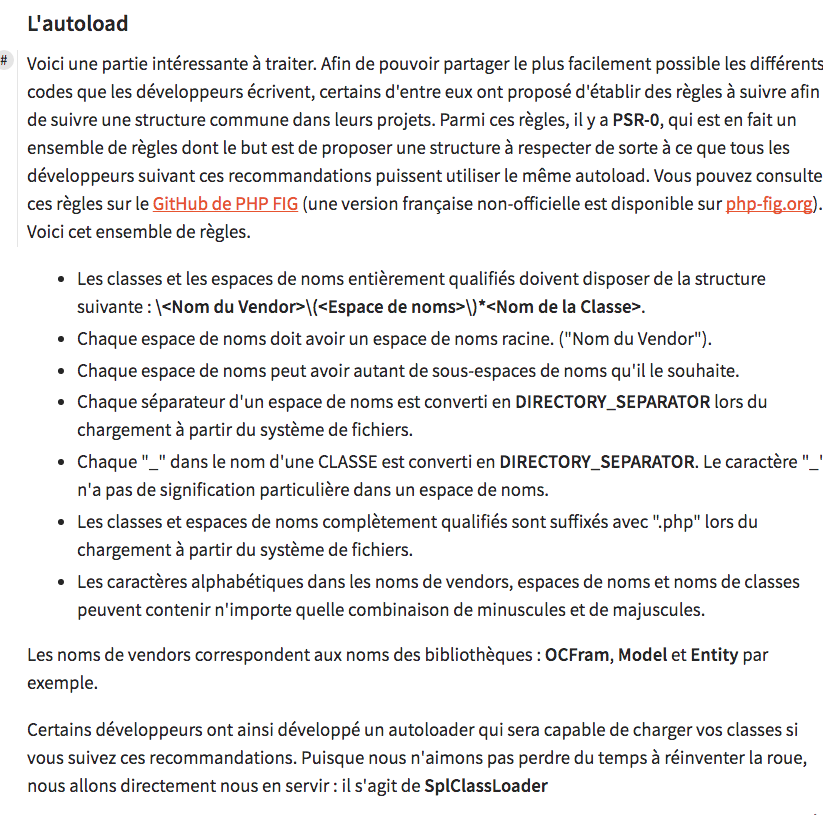 L'autoload
#
Voici une partie intéressante à traiter. Afin de pouvoir partager le plus facilement possible les différents
codes que les développeurs écrivent, certains d'entre eux ont proposé d'établir des règles à suivre afin
de suivre une structure commune dans leurs projets. Parmi ces règles, il y a PSR-0, qui est en fait un
ensemble de règles dont le but est de proposer une structure à respecter de sorte à ce que tous les
développeurs suivant ces recommandations puissent utiliser le même autoload. Vous pouvez consulte
ces règles sur le GitHub de PHP FIG (une version française non-officielle est disponible sur php-fig.org).
Voici cet ensemble de règles.
• Les classes et les espaces de noms entièrement qualifiés doivent disposer de la structure
suivante : \<Nom du Vendor>\(<Espace de noms>\)*<Nom de la Classe>.
• Chaque espace de noms doit avoir un espace de noms racine. ("Nom du Vendor").
• Chaque espace de noms peut avoir autant de sous-espaces de noms qu'il le souhaite.
• Chaque séparateur d'un espace de noms est converti en DIRECTORY_SEPARATOR lors du
chargement à partir du système de fichiers.
• Chaque "_" dans le nom d'une CLASSE est converti en DIRECTORY_SEPARATOR. Le caractère "_"
n'a pas de signification particulière dans un espace de noms.
• Les classes et espaces de noms complètement qualifiés sont suffixés avec ".php" lors du
chargement à partir du système de fichiers.
• Les caractères alphabétiques dans les noms de vendors, espaces de noms et noms de classes
peuvent contenir n'importe quelle combinaison de minuscules et de majuscules.
Les noms de vendors correspondent aux noms des bibliothèques : OCFram, Model et Entity par
exemple.
Certains développeurs ont ainsi développé un autoloader qui sera capable de charger vos classes si
vous suivez ces recommandations. Puisque nous n'aimons pas perdre du temps à réinventer la roue,
nous allons directement nous en servir : il s'agit de SplClassLoader